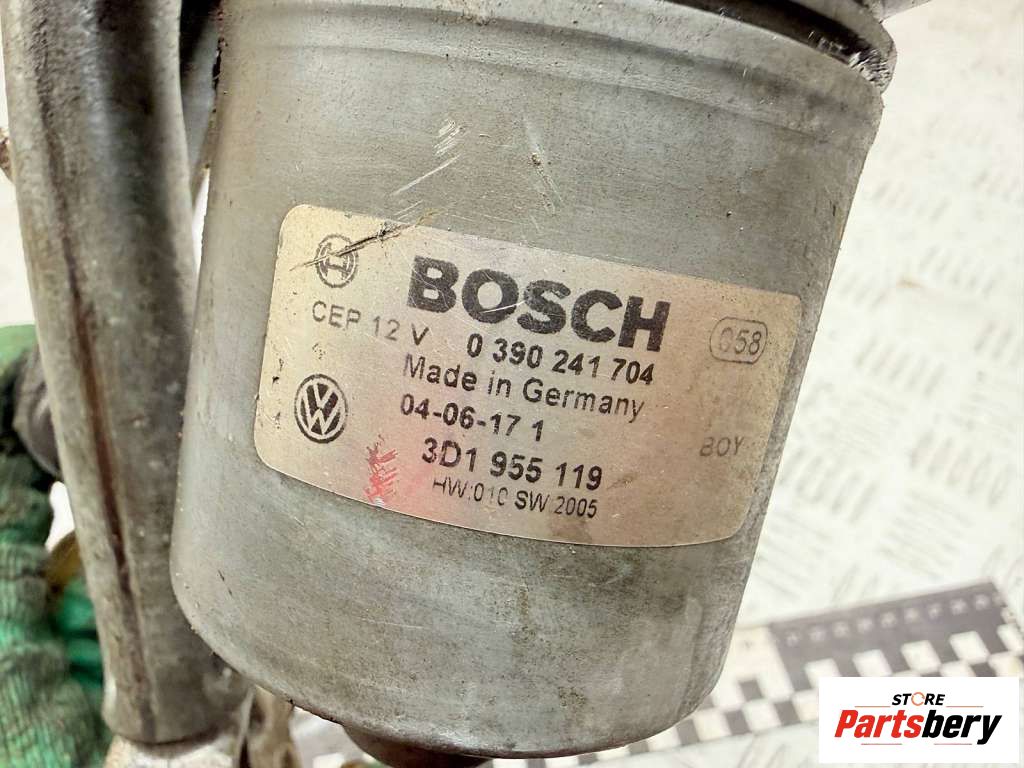 BOSCH
058
CEP 12 V 0 390 241 704
Made in Germany
04-06-17 1
BOY
3D1 955 119
HW:010 SW:2005
STORE
Partsbery